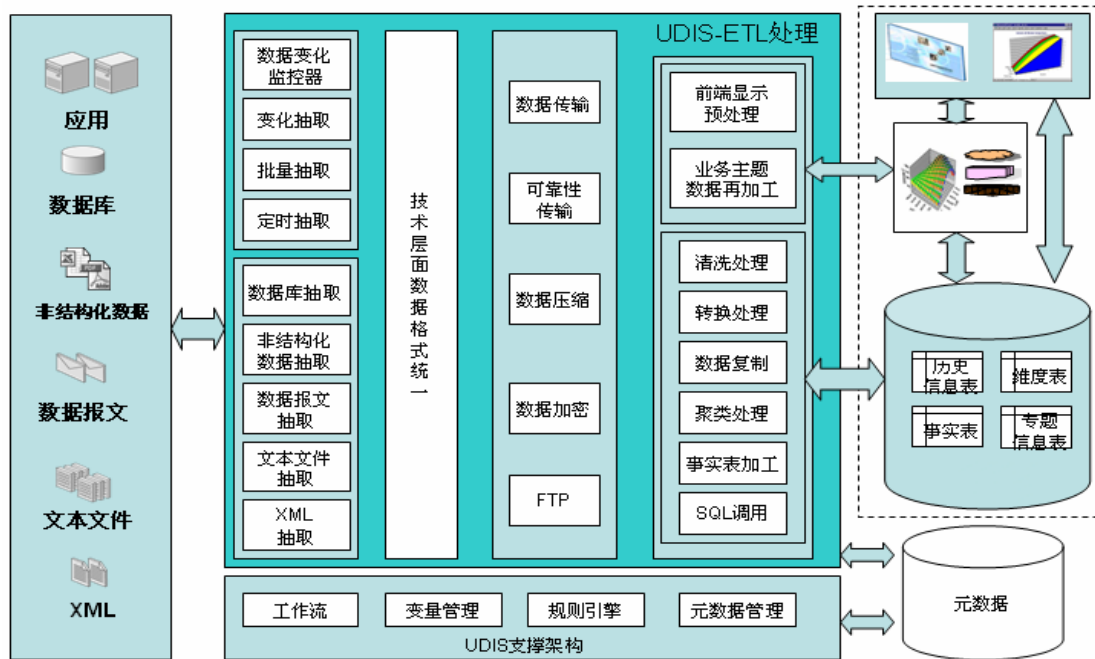 应用
数据库
非结构化数据
数据报文
文本文件
XML
UDIS-ETL处理
数据变化
监控器
变化抽取
批量抽取
定时抽取
数据库抽取
非结构化
数据抽取
数据报文
抽取
文本文件
抽取
XML
抽取
技术层面数据格式统一
数据传输
可靠性
传输
数据压缩
数据加密
FTP
前端显示
预处理
业务主题
数据再加工
清洗处理
转换处理
数据复制
聚类处理
事实表加工
SQL调用
历史
信息表
维度表
事实表
专题
信息表
元数据
工作流
变量管理
规则引擎
元数据管理
UDIS支撑架构